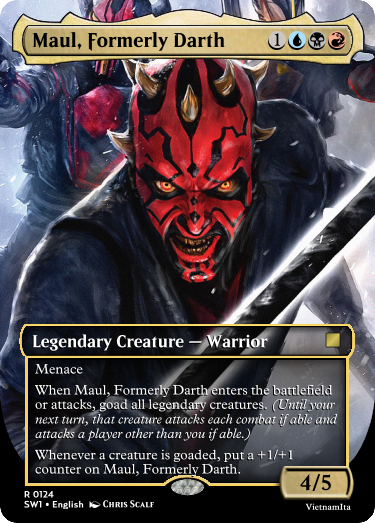 Maul, Formerly Darth 1
Legendary Creature — Warrior
Menace
When Maul, Formerly Darth enters the battlefield
or attacks, goad all legendary creatures. (Until your
next turn, that creature attacks each combat if able and
attacks a player other than you if able.)
Whenever a creature is goaded, put a +1/+1
counter on Maul, Formerly Darth.
4/5
R 0124
SW1 • English Chris Scalf
VietnamIta